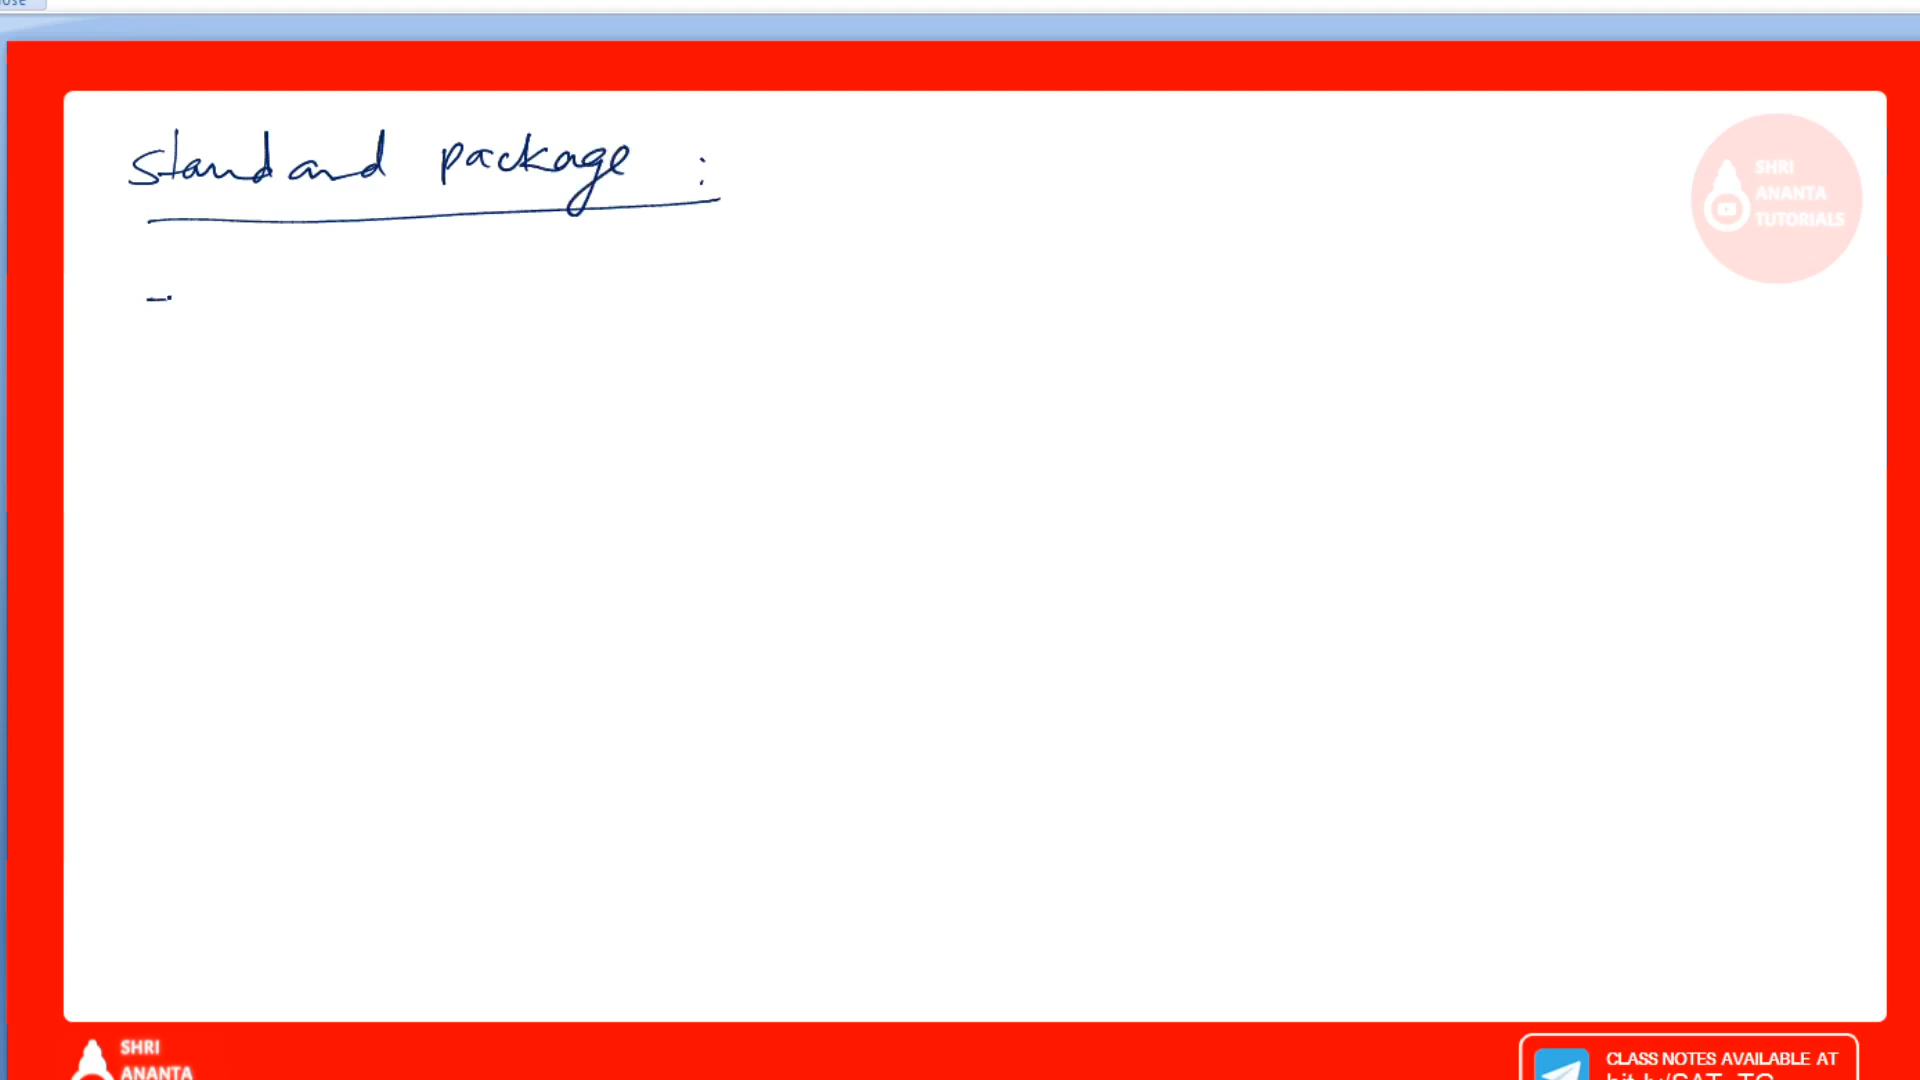 standard package :
-
SHRI
ANANTA
TUTORIALS
SHRI
ANANTA
CLASS NOTES AVAILABLE AT